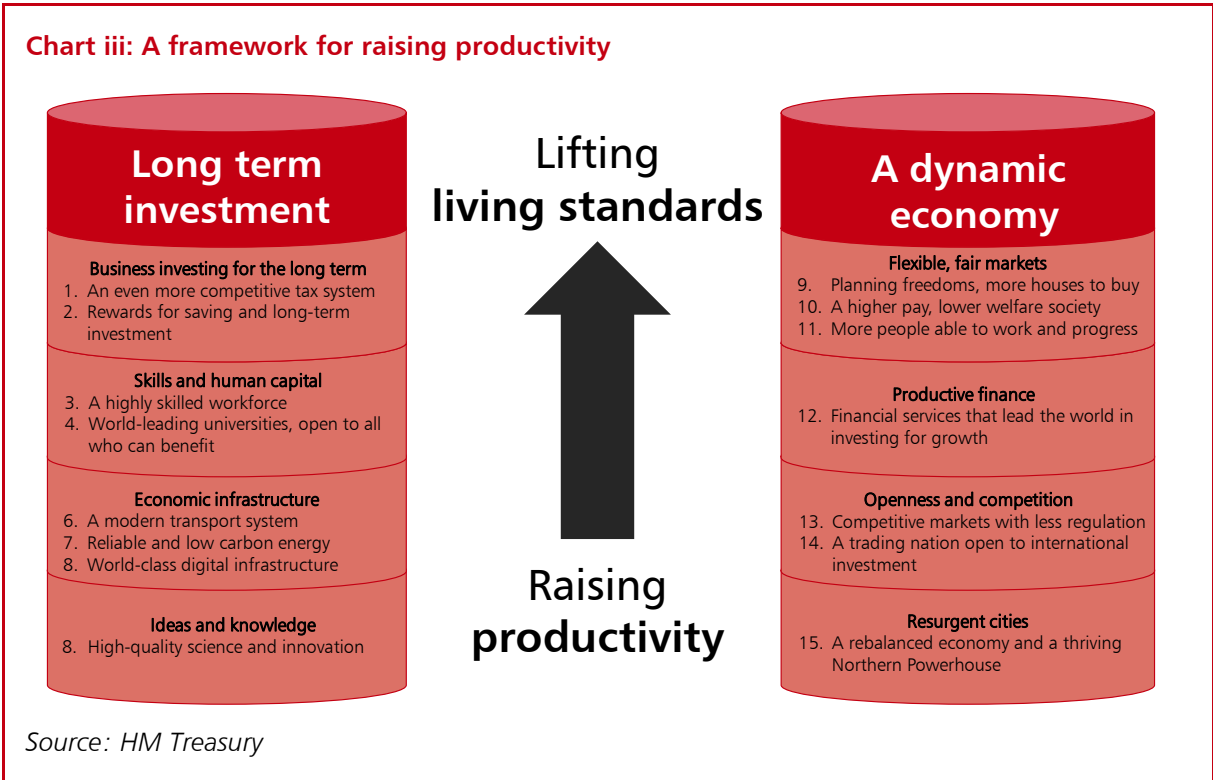 Chart iii: A framework for raising productivity
Long term
investment
Business investing for the long term
1. An even more competitive tax system
2. Rewards for saving and long-term
investment
Skills and human capital
3. A highly skilled workforce
4. World-leading universities, open to all
who can benefit
Economic infrastructure
6. A modern transport system
7. Reliable and low carbon energy
8. World-class digital infrastructure
Ideas and knowledge
8. High-quality science and innovation
Lifting
living standards
Raising
productivity
A dynamic
economy
Flexible, fair markets
9. Planning freedoms, more houses to buy
10. A higher pay, lower welfare society
11. More people able to work and progress
Productive finance
12. Financial services that lead the world in
investing for growth
Openness and competition
13. Competitive markets with less regulation
14. A trading nation open to international
investment
Resurgent cities
15. A rebalanced economy and a thriving
Northern Powerhouse
Source: HM Treasury